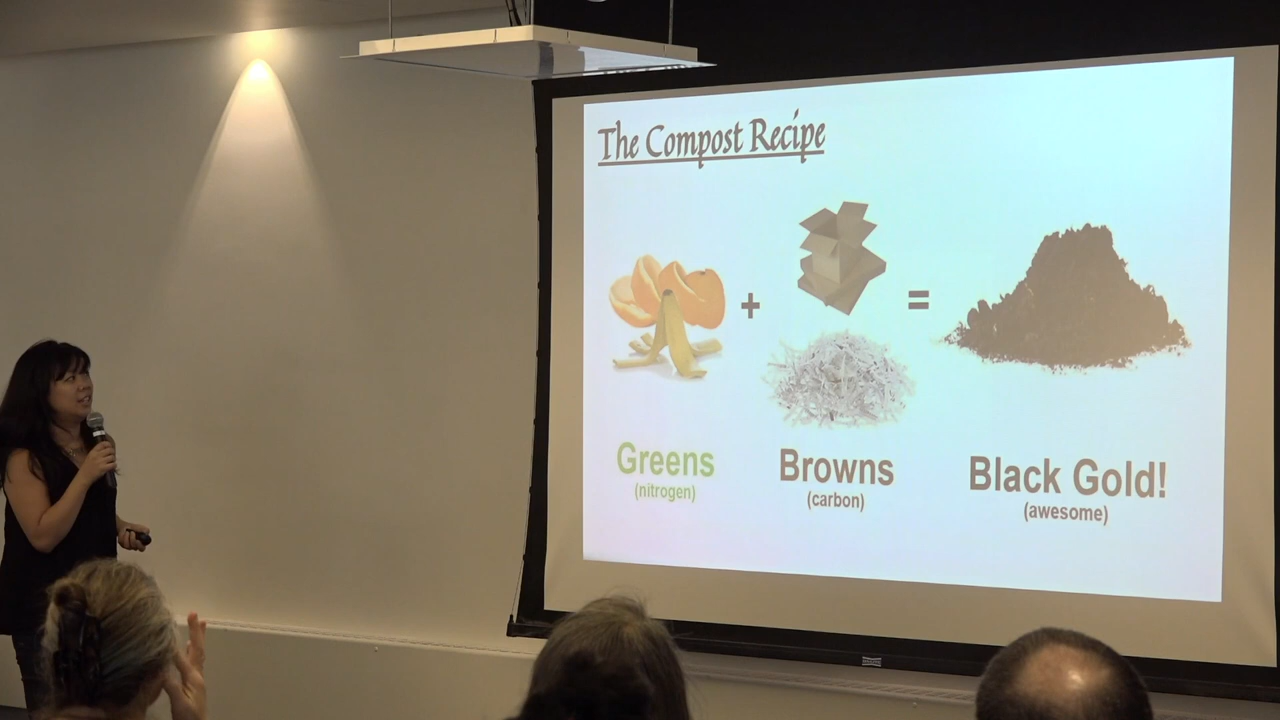 The Compost Recipe
+
=
Greens
(nitrogen)
Browns
(carbon)
Black Gold!
(awesome)